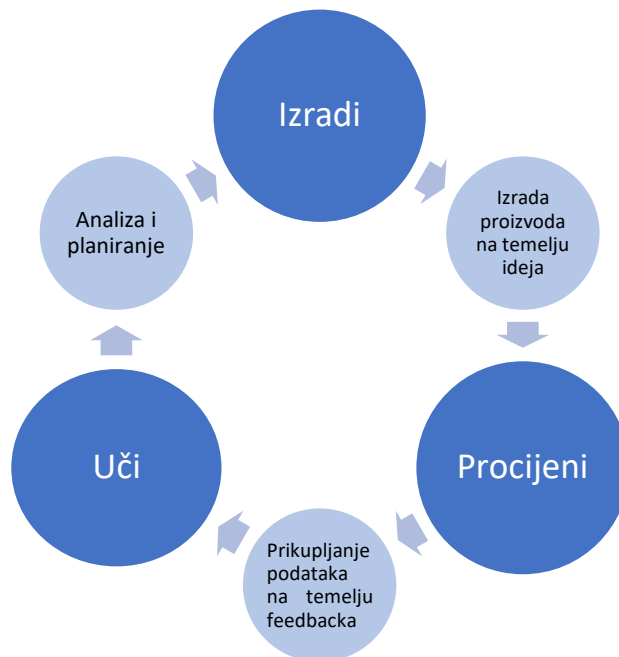 Izradi
Izrada
proizvoda
na temelju
ideja
Procijeni
Prikupljanje
podataka
na temelju
feedbacka
Uči
Analiza i
planiranje